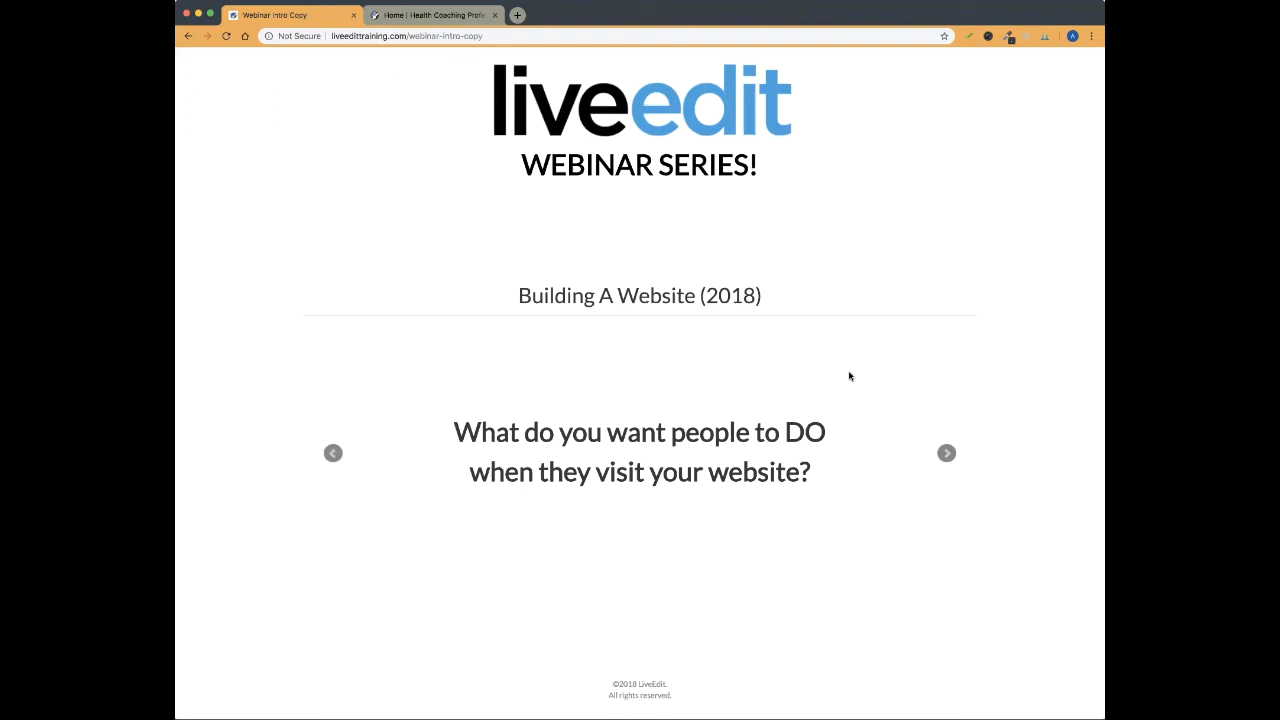 Webinar Intro Copy
Home | Health Coaching Profe
Not Secure
liveedittraining.com/webinar-intro-copy
liveedit
WEBINAR SERIES!
Building A Website (2018)
What do you want people to DO
when they visit your website?
©2018 LiveEdit.
All rights reserved.